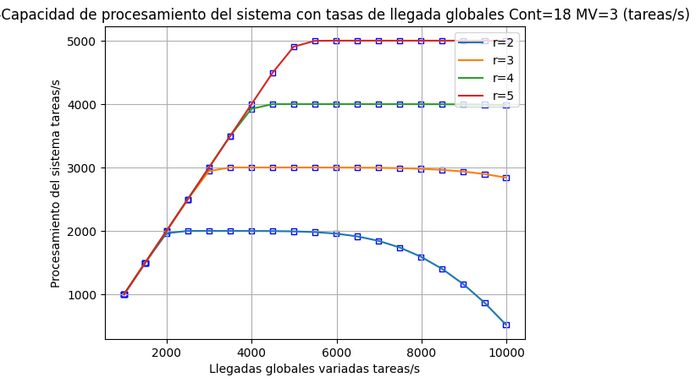 Capacidad de procesamiento del sistema con tasas de llegada globales Cont=18 MV=3 (tareas/s)
Procesamiento del sistema tareas/s
5000
4000
3000
2000
1000
r=2
r=3
r=4
r=5
2000 4000 6000 8000 10000
Llegadas globales variadas tareas/s